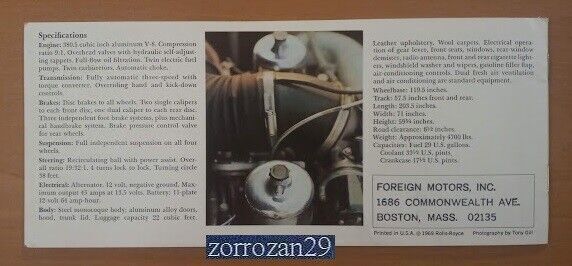 Specifications
Engine: 380.5 cubic inch aluminum V-8. Compression
ratio 9:1. Overhead valves with hydraulic self-adjust-
ing tappets. Full-flow oil filtration. Twin electric fuel
pumps. Twin carburetors. Automatic choke.
Transmission: Fully automatic three-speed with
torque converter. Overriding hand and kick-down
controls.
Brakes: Disc brakes to all wheels. Two single calipers
to each front disc, one dual caliper to each rear disc.
Three independent foot brake systems, plus mechani-
cal handbrake system. Brake pressure control valve
for rear wheels.
Suspension: Full independent suspension on all four
wheels.
Steering: Recirculating ball with power assist. Over-
all ratio 19:32:1, 4 turns lock to lock. Turning circle
38 feet.
Electrical: Alternator. 12 volt, negative ground. Max-
imum output 45 amps at 13.5 volts. Battery: 11-plate
12 volt 64 amp-hour.
Body: Steel monocoque body; aluminum alloy doors,
hood, trunk lid. Luggage capacity 22 cubic feet.
Leather upholstery. Wool carpets. Electrical opera-
tion of gear lever, front seats, windows, rear window
demister, radio antenna, front and rear cigarette light-
ers, windshield washer and wipers, gasoline filler flap,
air-conditioning controls. Dual fresh air ventilation
and air-conditioning are standard equipment.
Wheelbase: 119.5 inches.
Track: 57.5 inches front and rear.
Length: 203.5 inches.
Width: 71 inches.
Height: 59¾ inches.
Road clearance: 6½ inches.
Weight: Approximately 4700 lbs.
Capacities: Fuel 29 U.S. gallons.
Coolant 33½ U.S. pints.
Crankcase 17½ U.S. pints.
FOREIGN MOTORS, INC.
1686 COMMONWEALTH AVE.
BOSTON, MASS. 02135
Printed in U.S.A. © 1969 Rolls-Royce Photography by Tony Gill
zorrozan29